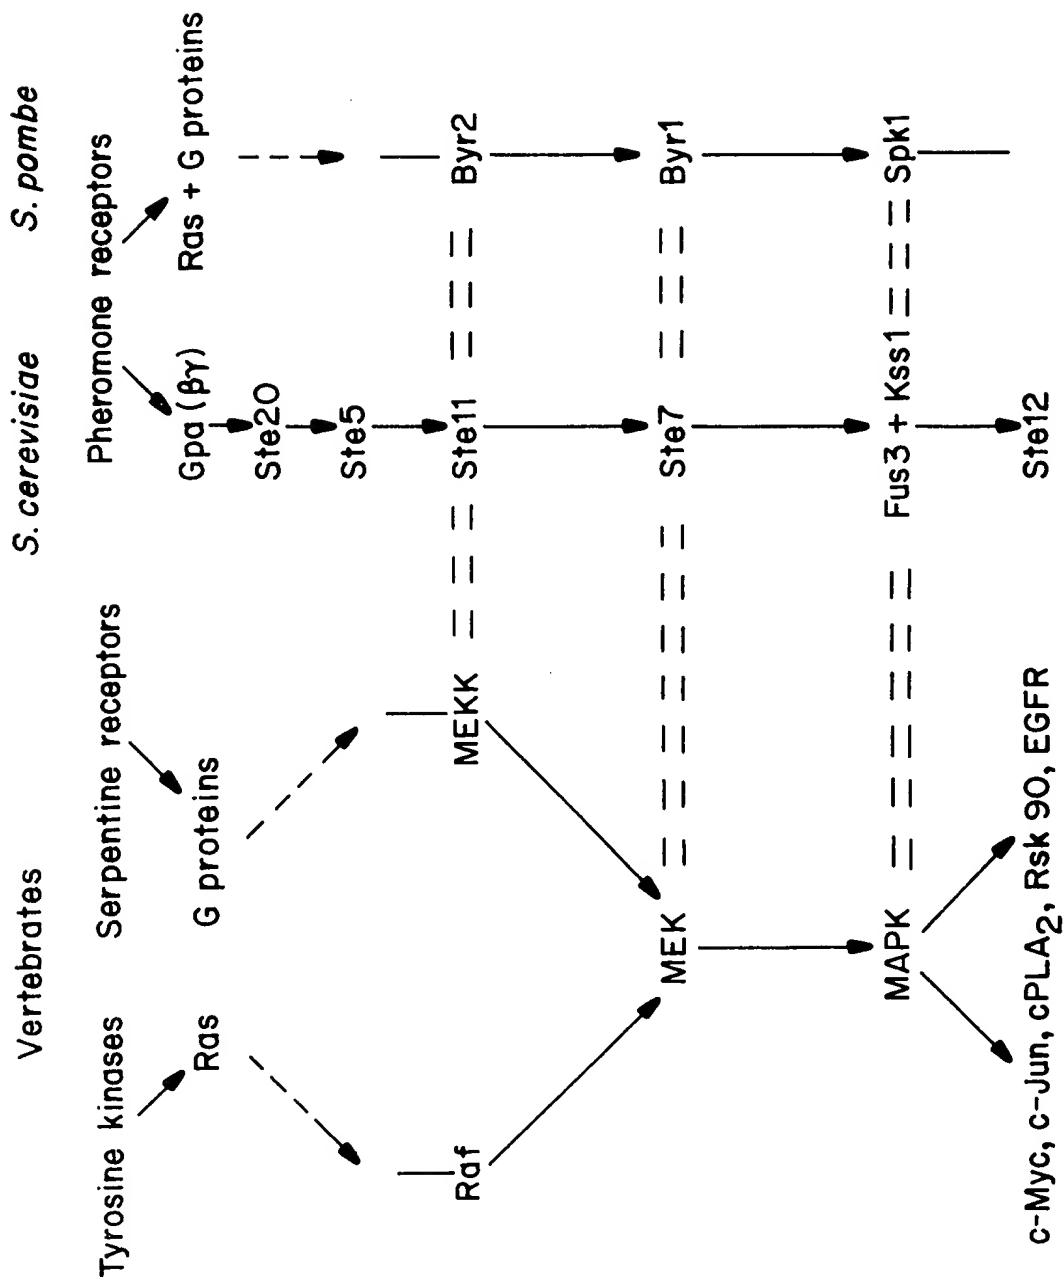 Vertebrates S. cerevisiae S. pombe
Tyrosine kinases Serpentine receptors Pheromone receptors
Ras G proteins Gpa (βγ) Ras + G proteins
Ste20
Ste5
Raf MEKK Ste11 Byr2
MEK Ste7 Byr1
MAPK Fus3 + Kss1 Spk1
c-Myc, c-Jun, cPLA2, Rsk 90, EGFR Ste12